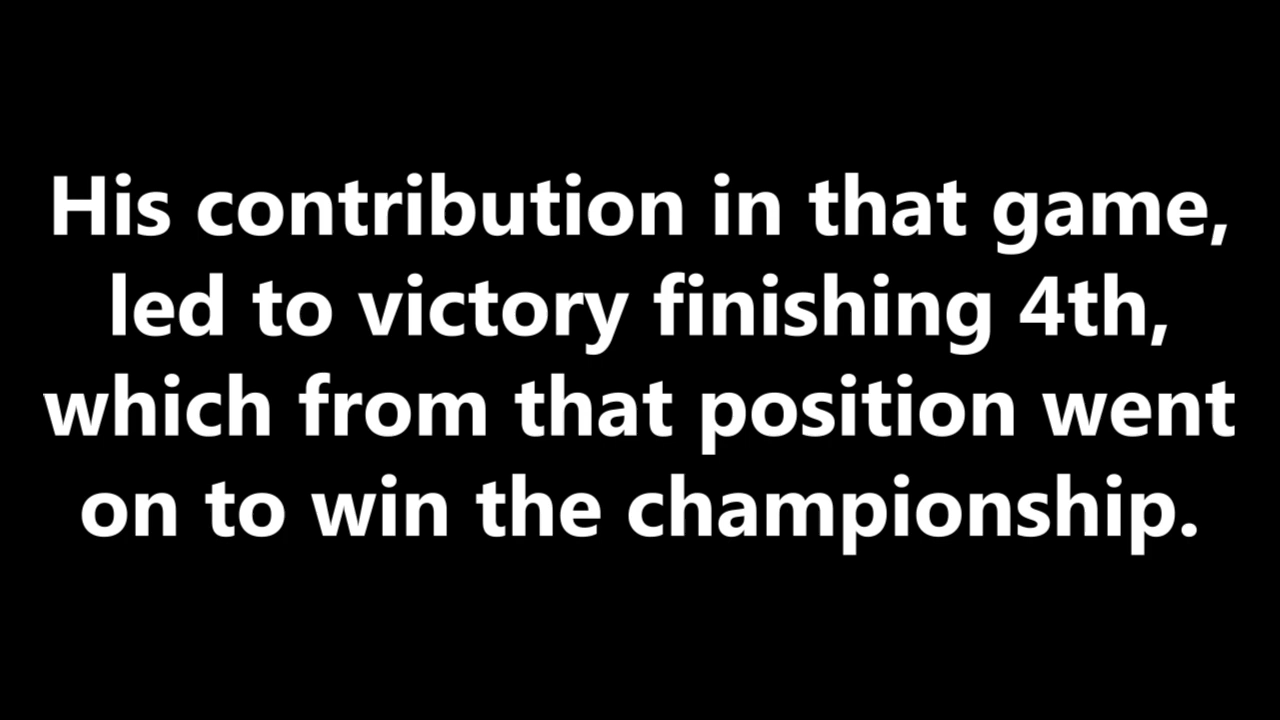 His contribution in that game,
led to victory finishing 4th,
which from that position went
on to win the championship.